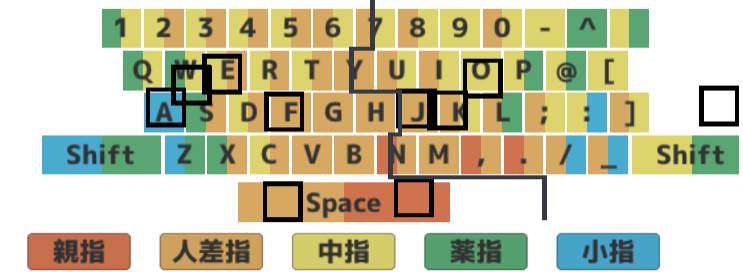 1 2 3 4 5 6 7 8 9 0 - ^
Q W E R T Y U I O P @ [
A S D F G H J K L ; : ]
Shift Z X C V B N M , . / _ Shift
Space
親指 人差指 中指 薬指 小指